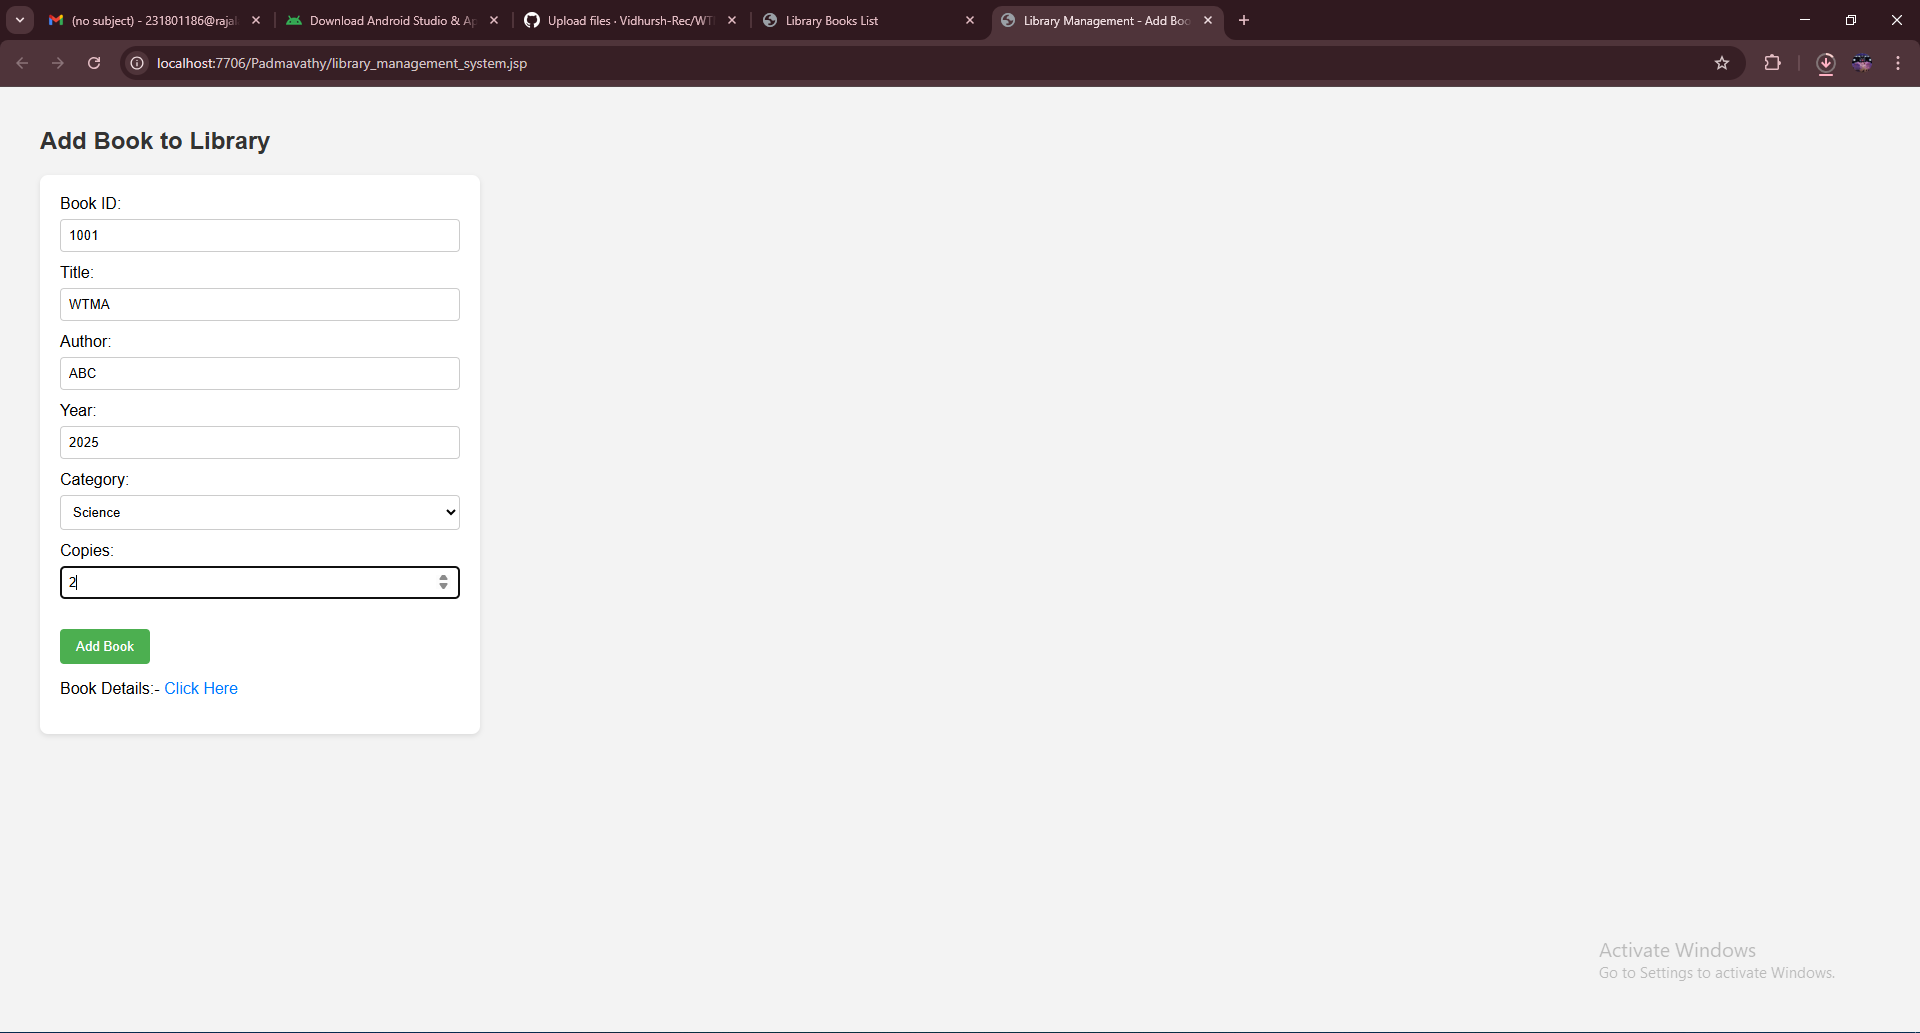 (no subject) - 231801186@rajal
Download Android Studio & Ap
Upload files · Vidhursh-Rec/WT
Library Books List
Library Management - Add Boo
localhost:7706/Padmavathy/library_management_system.jsp
Add Book to Library
Book ID:
1001
Title:
WTMA
Author:
ABC
Year:
2025
Category:
Science
Copies:
2
Add Book
Book Details:- Click Here
Activate Windows
Go to Settings to activate Windows.